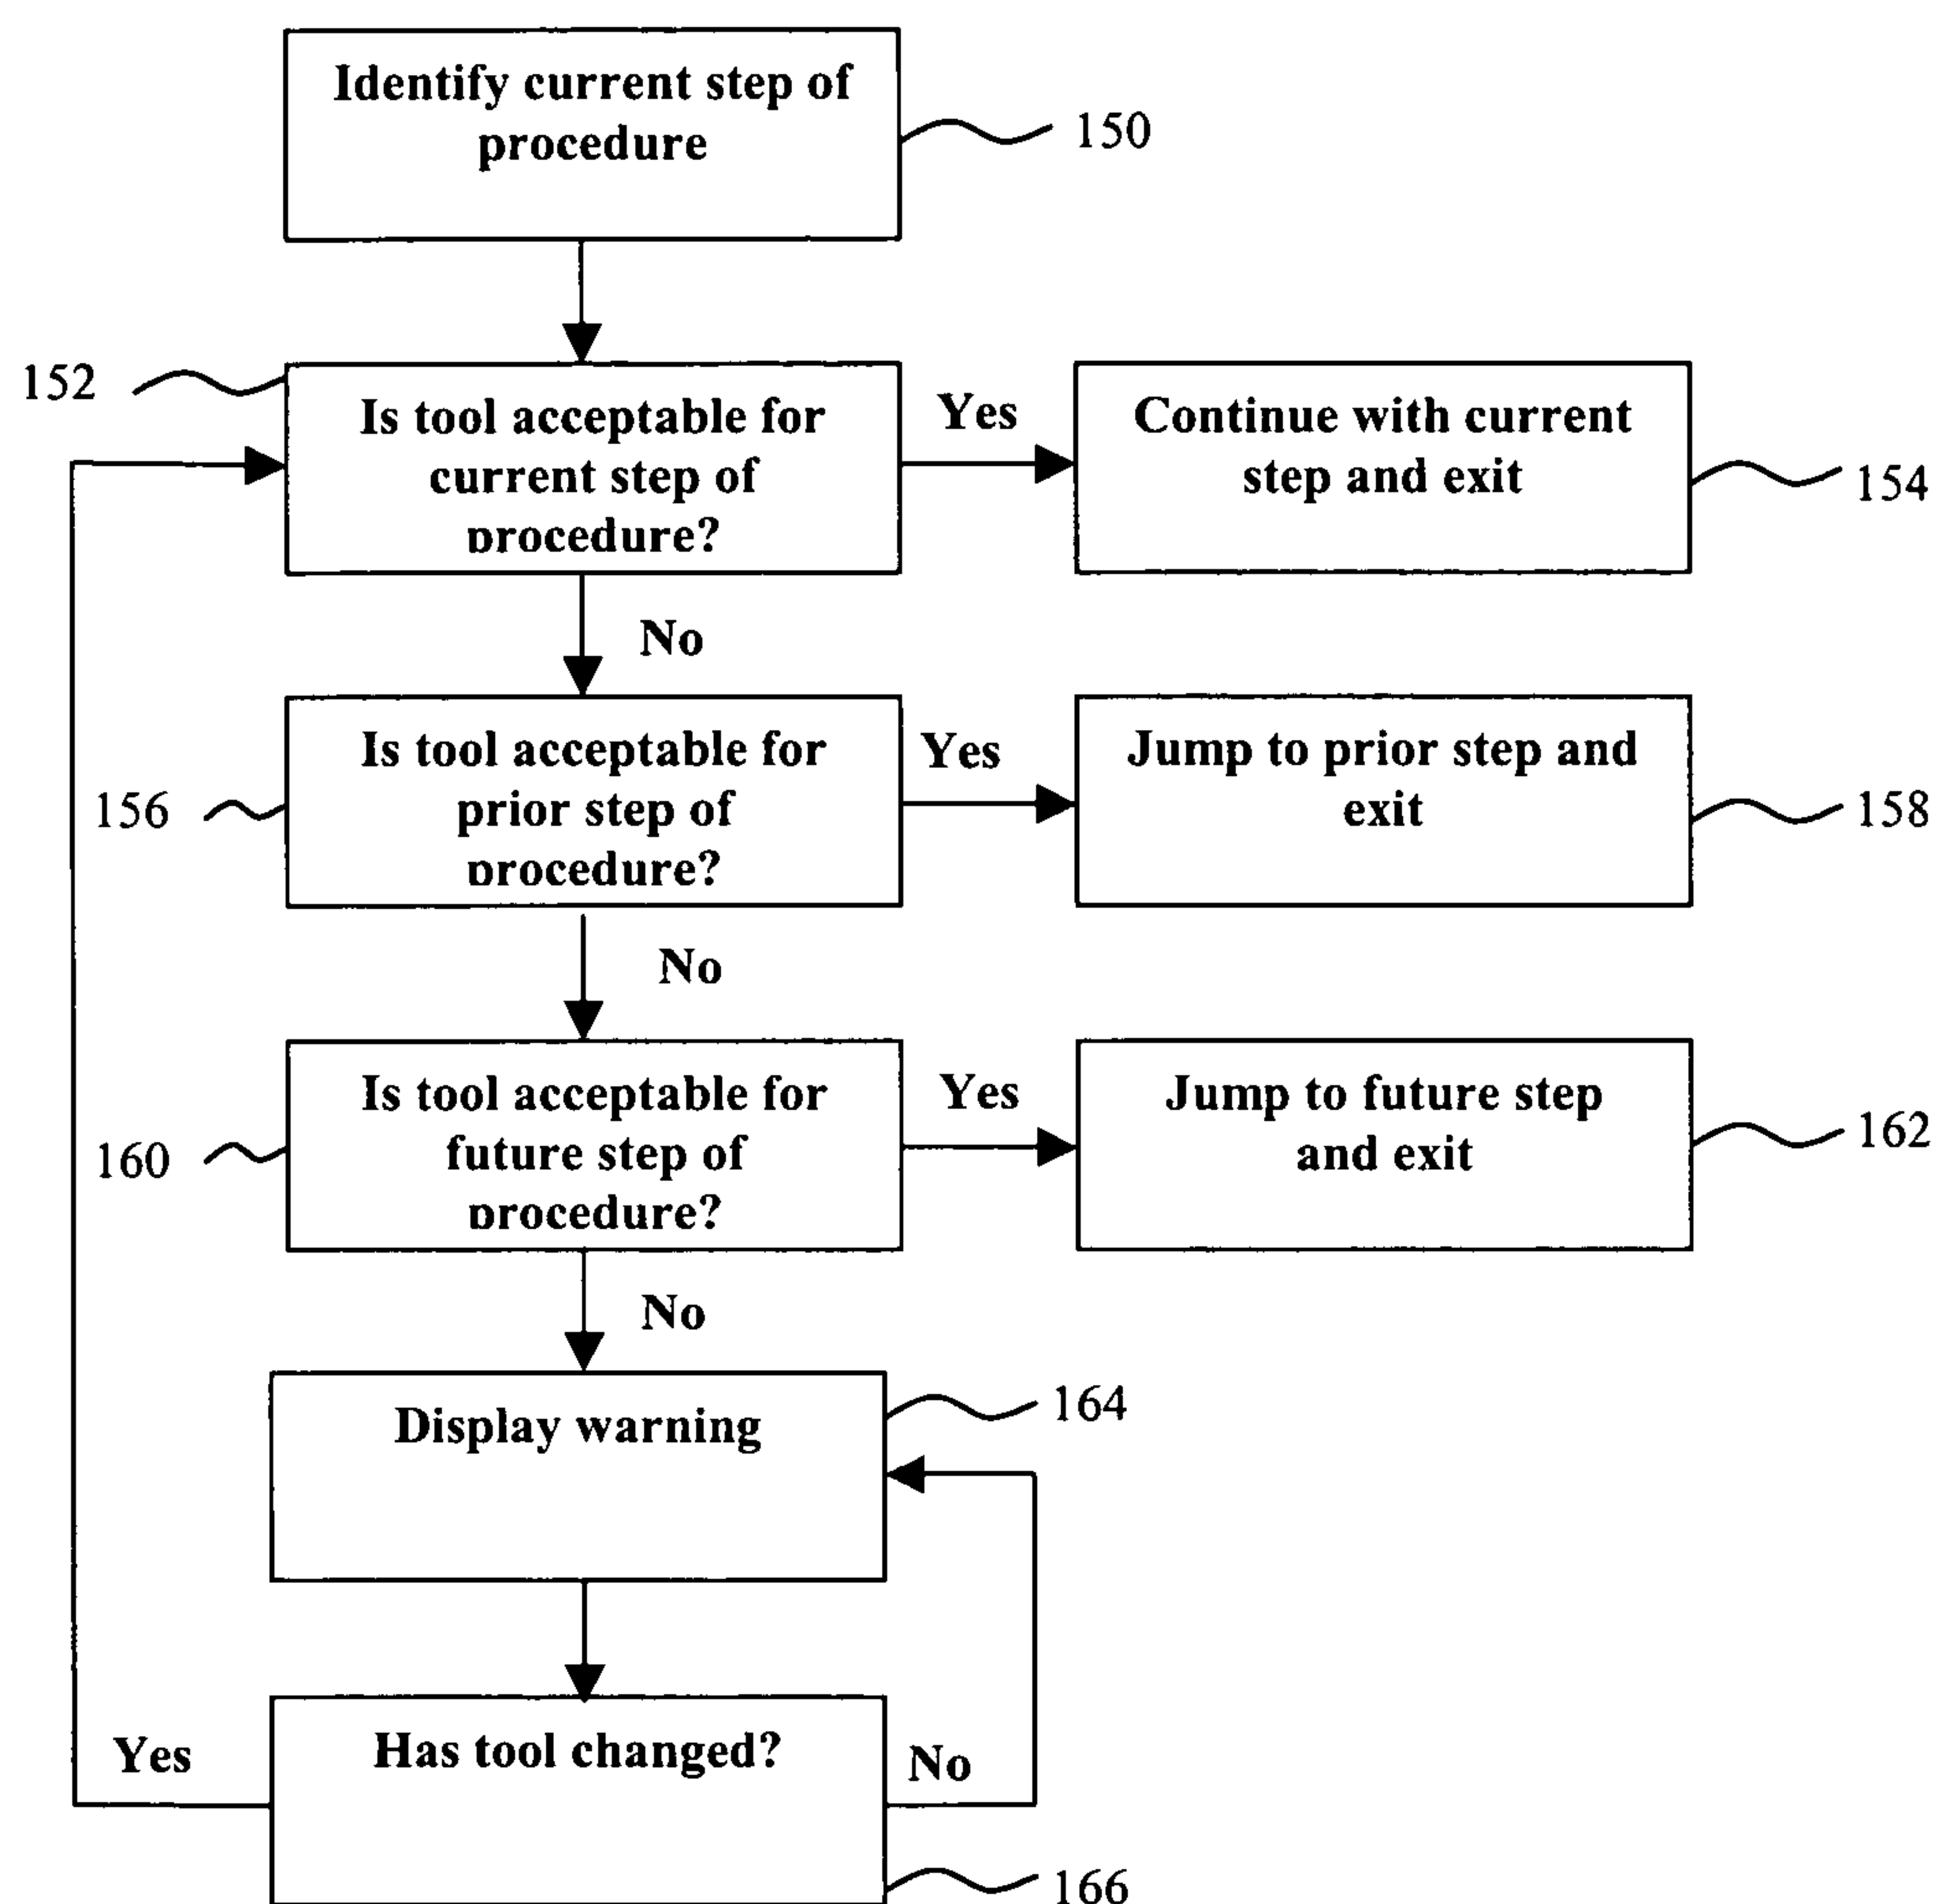 Identify current step of
procedure
150
152
Is tool acceptable for
current step of
procedure?
Yes
Continue with current
step and exit
154
No
Is tool acceptable for
prior step of
procedure?
156
Yes
Jump to prior step and
exit
158
No
Is tool acceptable for
future step of
procedure?
160
Yes
Jump to future step
and exit
162
No
Display warning
164
Yes
Has tool changed?
No
166